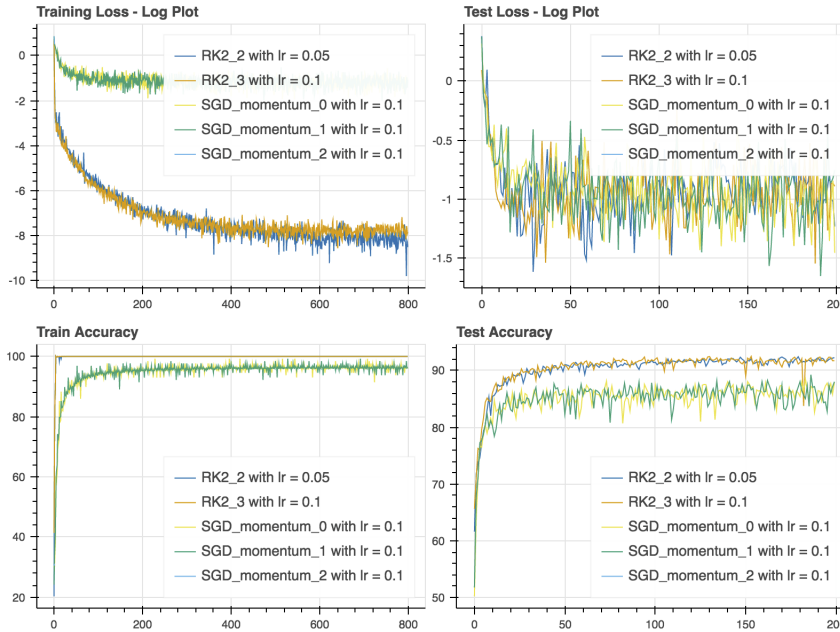 Training Loss - Log Plot
0
-2
-4
-6
-8
-10
0
200
400
600
800
RK2_2 with lr = 0.05
RK2_3 with lr = 0.1
SGD_momentum_0 with lr = 0.1
SGD_momentum_1 with lr = 0.1
SGD_momentum_2 with lr = 0.1
Test Loss - Log Plot
0
-0.5
-1
-1.5
0
50
100
150
20
RK2_2 with lr = 0.05
RK2_3 with lr = 0.1
SGD_momentum_0 with lr = 0.1
SGD_momentum_1 with lr = 0.1
SGD_momentum_2 with lr = 0.1
Train Accuracy
100
80
60
40
20
0
200
400
600
800
RK2_2 with lr = 0.05
RK2_3 with lr = 0.1
SGD_momentum_0 with lr = 0.1
SGD_momentum_1 with lr = 0.1
SGD_momentum_2 with lr = 0.1
Test Accuracy
90
80
70
60
50
0
50
100
150
20
RK2_2 with lr = 0.05
RK2_3 with lr = 0.1
SGD_momentum_0 with lr = 0.1
SGD_momentum_1 with lr = 0.1
SGD_momentum_2 with lr = 0.1